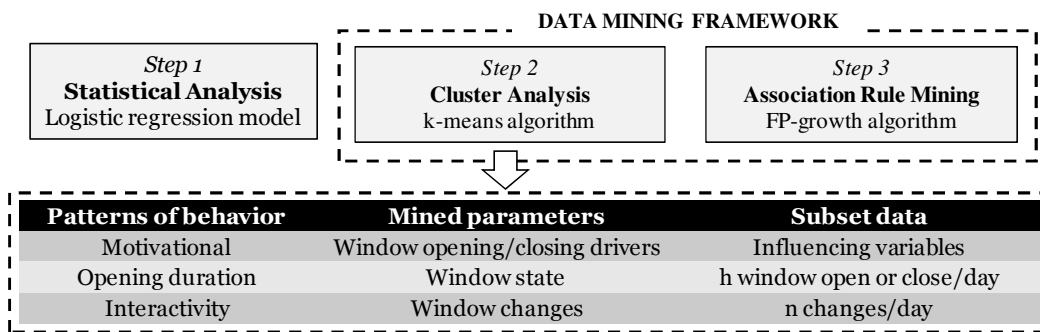 DATA MINING FRAMEWORK
Step 1
Statistical Analysis
Logistic regression model
Step 2
Cluster Analysis
k-means algorithm
Step 3
Association Rule Mining
FP-growth algorithm
Patterns of behavior Mined parameters Subset data
Motivational Window opening/closing drivers Influencing variables
Opening duration Window state h window open or close/day
Interactivity Window changes n changes/day